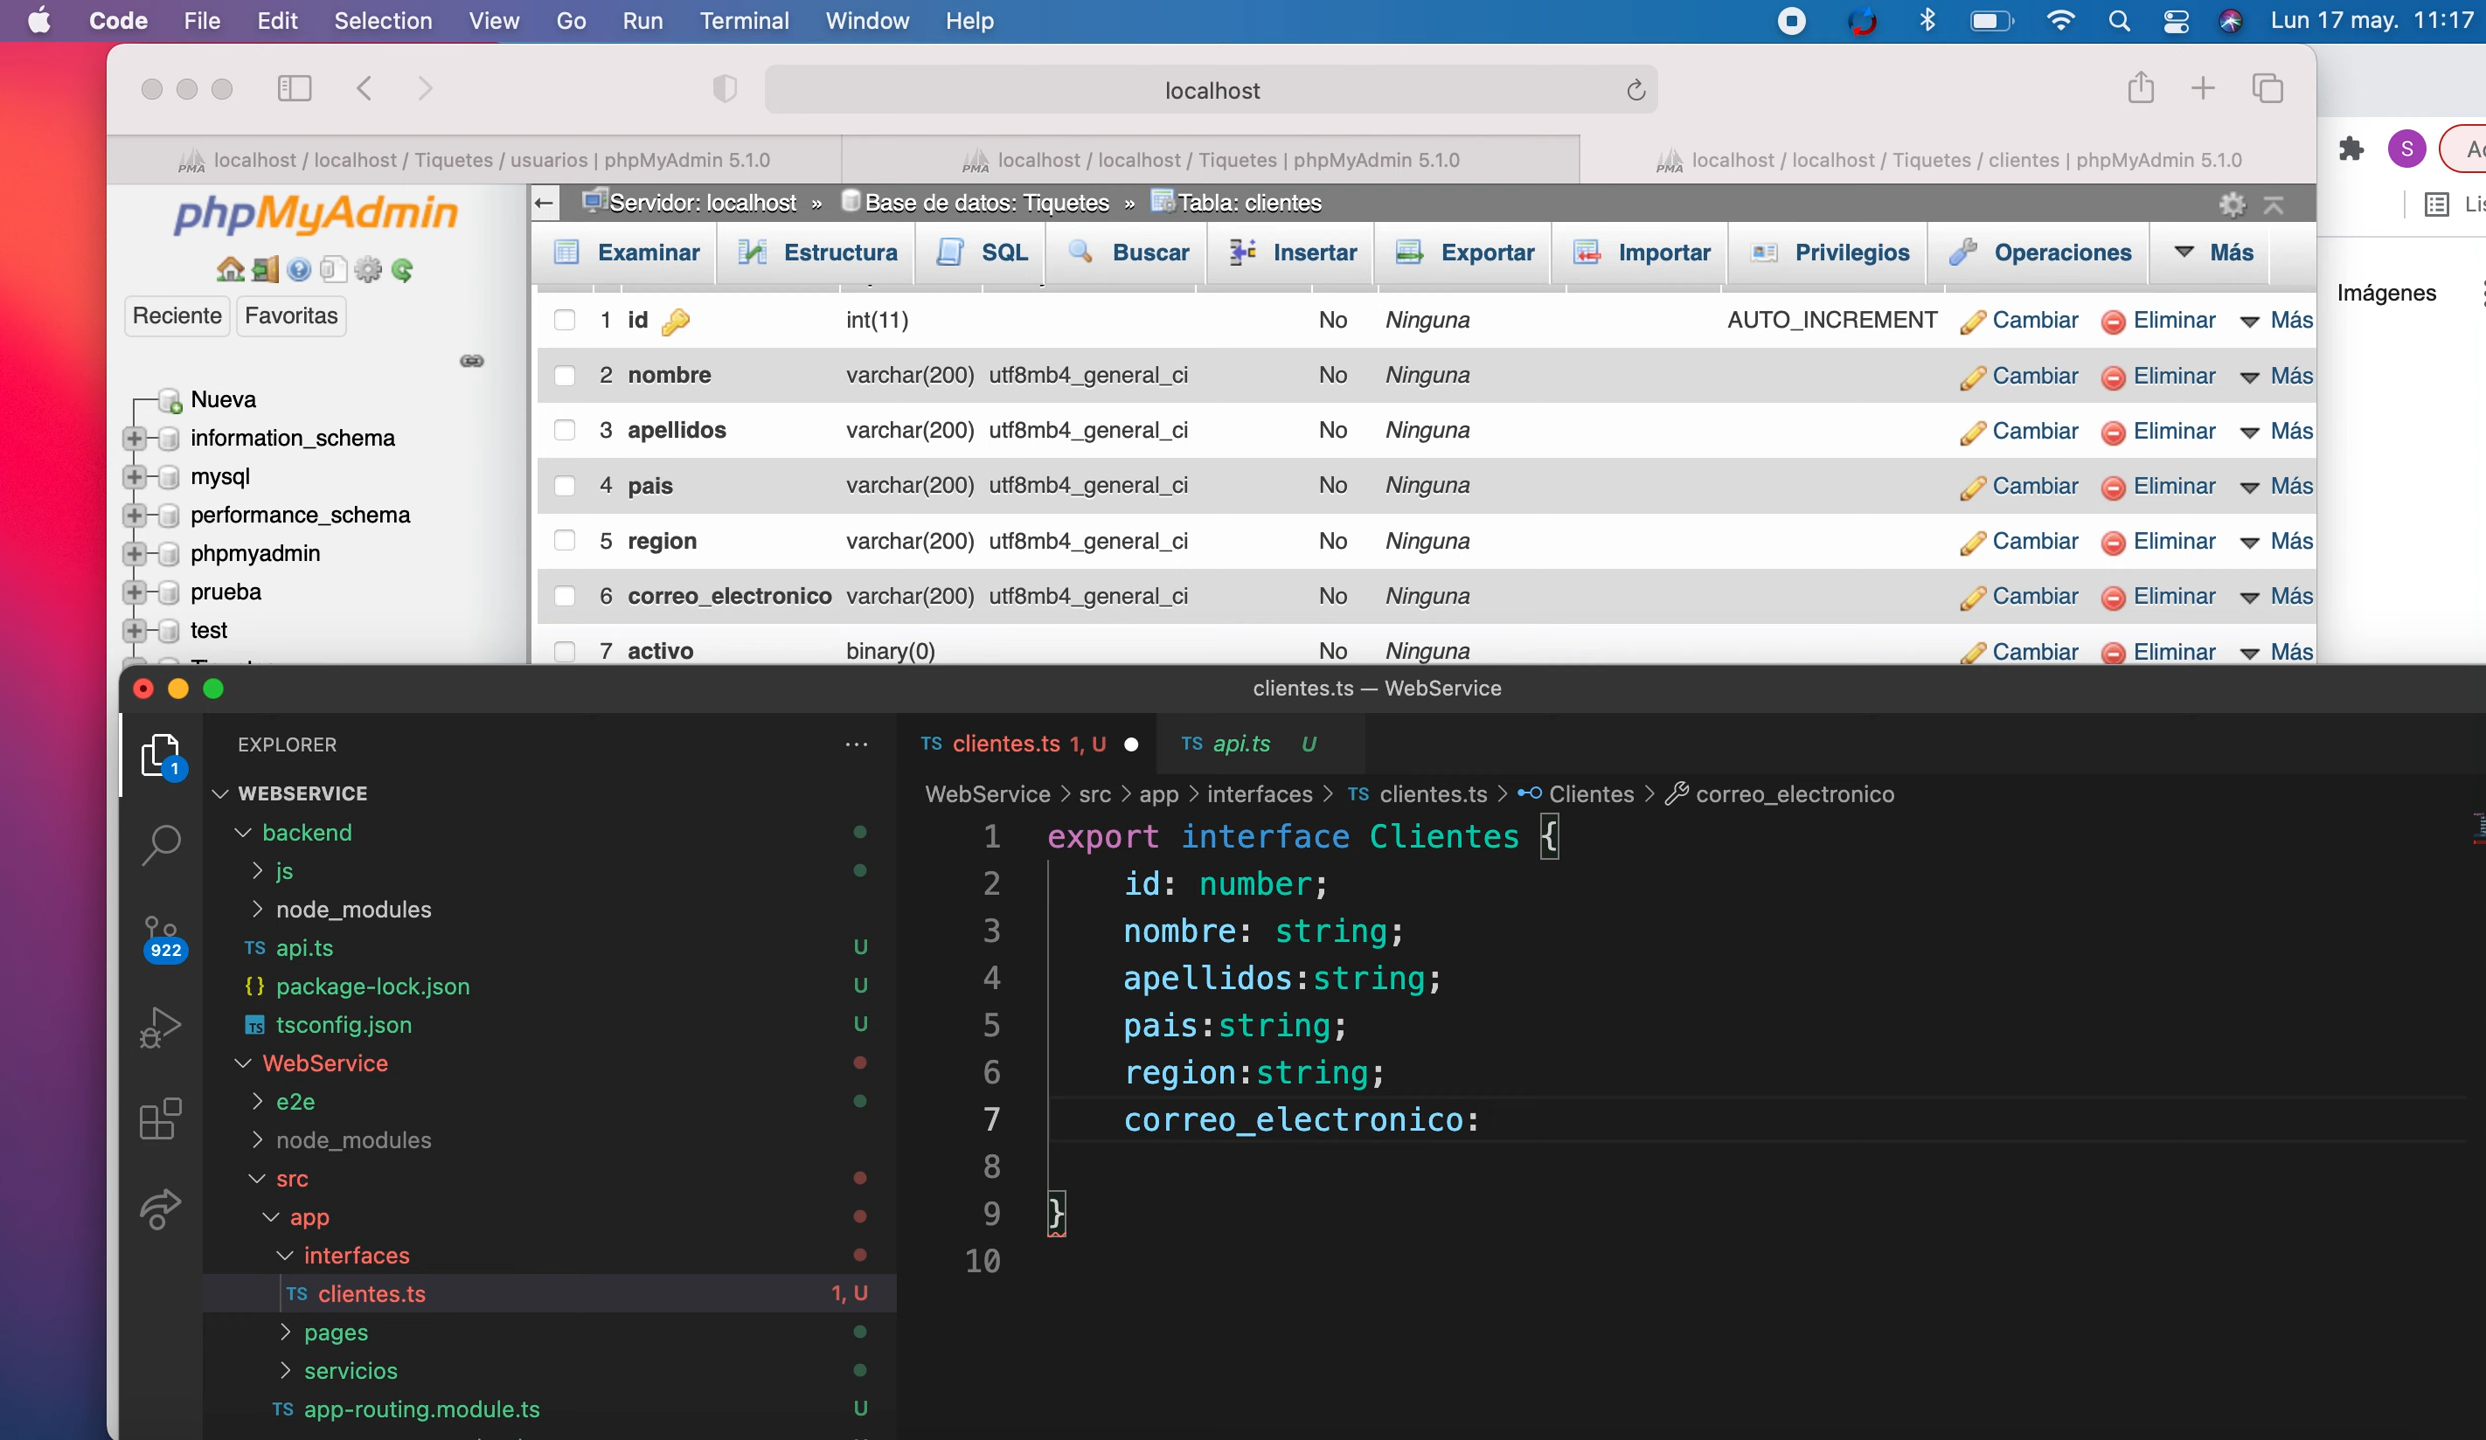 Code File Edit Selection View Go Run Terminal Window Help Lun 17 may. 11:17
localhost
PMA localhost / localhost / Tiquetes / usuarios | phpMyAdmin 5.1.0 PMA localhost / localhost / Tiquetes | phpMyAdmin 5.1.0 PMA localhost / localhost / Tiquetes / clientes | phpMyAdmin 5.1.0 S
phpMyAdmin
Reciente Favoritas
Nueva
information_schema
mysql
performance_schema
phpmyadmin
prueba
test
Servidor: localhost » Base de datos: Tiquetes » Tabla: clientes
Examinar Estructura SQL Buscar Insertar Exportar Importar Privilegios Operaciones Más
1 id int(11) No Ninguna AUTO_INCREMENT Cambiar Eliminar Más
2 nombre varchar(200) utf8mb4_general_ci No Ninguna Cambiar Eliminar Más
3 apellidos varchar(200) utf8mb4_general_ci No Ninguna Cambiar Eliminar Más
4 pais varchar(200) utf8mb4_general_ci No Ninguna Cambiar Eliminar Más
5 region varchar(200) utf8mb4_general_ci No Ninguna Cambiar Eliminar Más
6 correo_electronico varchar(200) utf8mb4_general_ci No Ninguna Cambiar Eliminar Más
7 activo binary(0) No Ninguna Cambiar Eliminar Más
Imágenes
clientes.ts — WebService
EXPLORER ···
1
922
WEBSERVICE
backend
js
node_modules
TS api.ts U
{} package-lock.json U
TS tsconfig.json U
WebService
e2e
node_modules
src
app
interfaces
TS clientes.ts 1, U
pages
servicios
TS app-routing.module.ts U
TS clientes.ts 1, U TS api.ts U
WebService > src > app > interfaces > TS clientes.ts > Clientes > correo_electronico
1 export interface Clientes {
2 id: number;
3 nombre: string;
4 apellidos:string;
5 pais:string;
6 region:string;
7 correo_electronico:
8
9 }
10